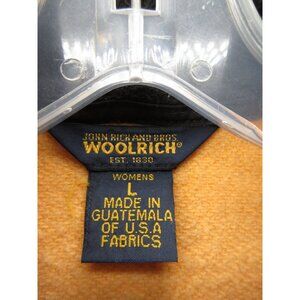 JOHN RICH AND BROS.
WOOLRICH®
EST. 1830
WOMENS
L
MADE IN
GUATEMALA
OF U.S.A
FABRICS